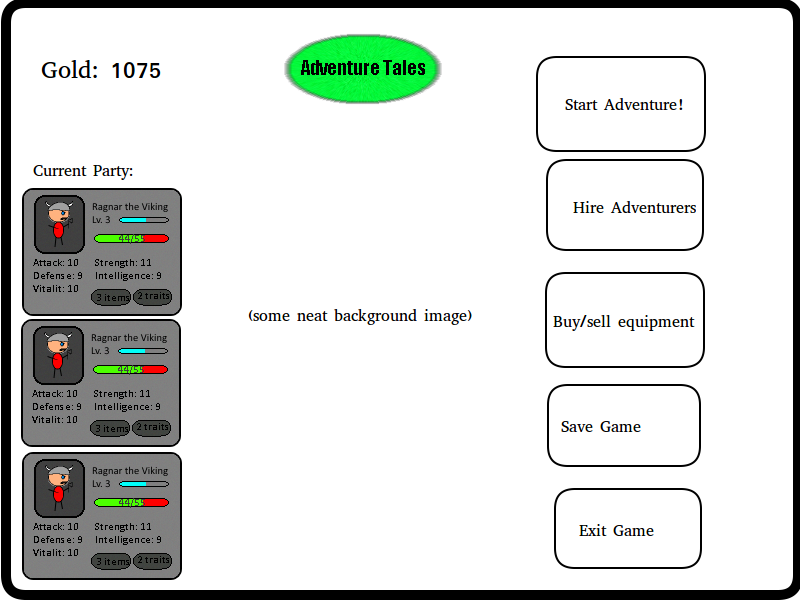 Gold: 1075
Adventure Tales
Start Adventure!
Current Party:
Hire Adventurers
Ragnar the Viking
Lv. 3
44/55
Attack: 10 Strength: 11
Defense: 9 Intelligence: 9
Vitalit: 10
3 items 2 traits
(some neat background image)
Buy/sell equipment
Ragnar the Viking
Lv. 3
44/55
Attack: 10 Strength: 11
Defense: 9 Intelligence: 9
Vitalit: 10
3 items 2 traits
Save Game
Ragnar the Viking
Lv. 3
44/55
Attack: 10 Strength: 11
Defense: 9 Intelligence: 9
Vitalit: 10
3 items 2 traits
Exit Game